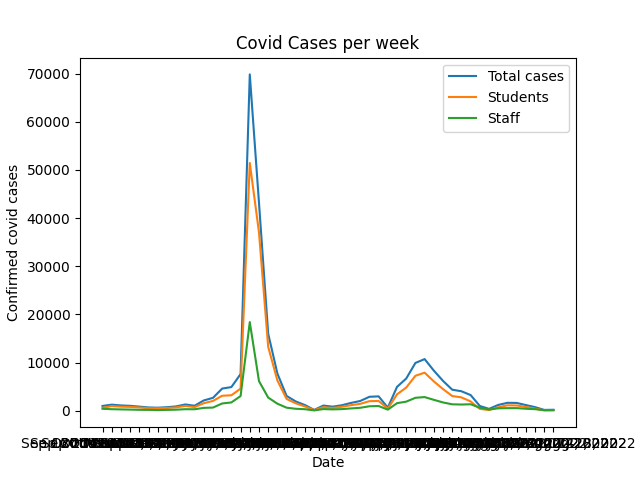 Covid Cases per week
Total cases
Students
Staff
70000
60000
50000
40000
30000
20000
10000
0
Confirmed covid cases
Date